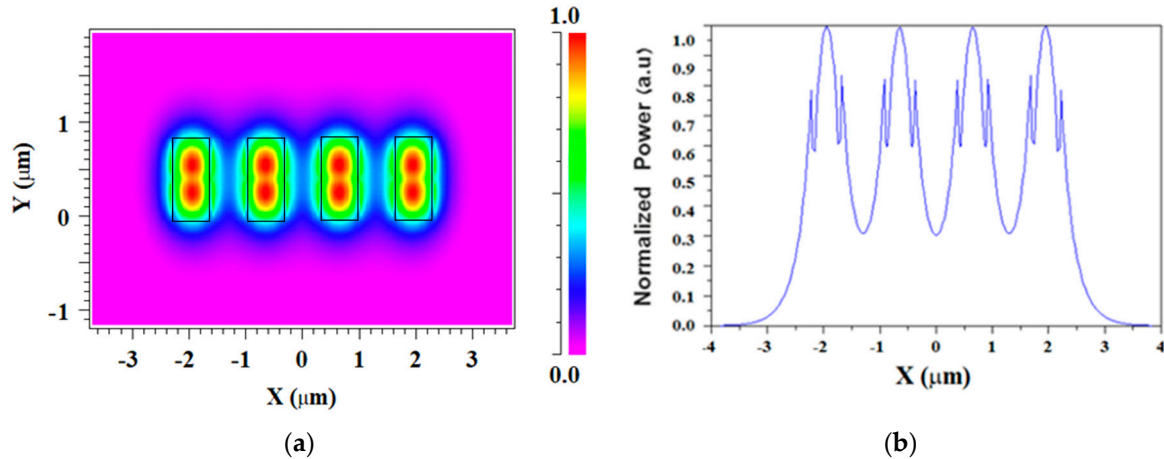 1.0
1
0
-1
Y (μm)
-3 -2 -1 0 1 2 3
X (μm)
0.0
(a)
Normalized Power (a.u)
1.0
0.9
0.8
0.7
0.6
0.5
0.4
0.3
0.2
0.1
0.0
-4 -3 -2 -1 0 1 2 3 4
X (μm)
(b)